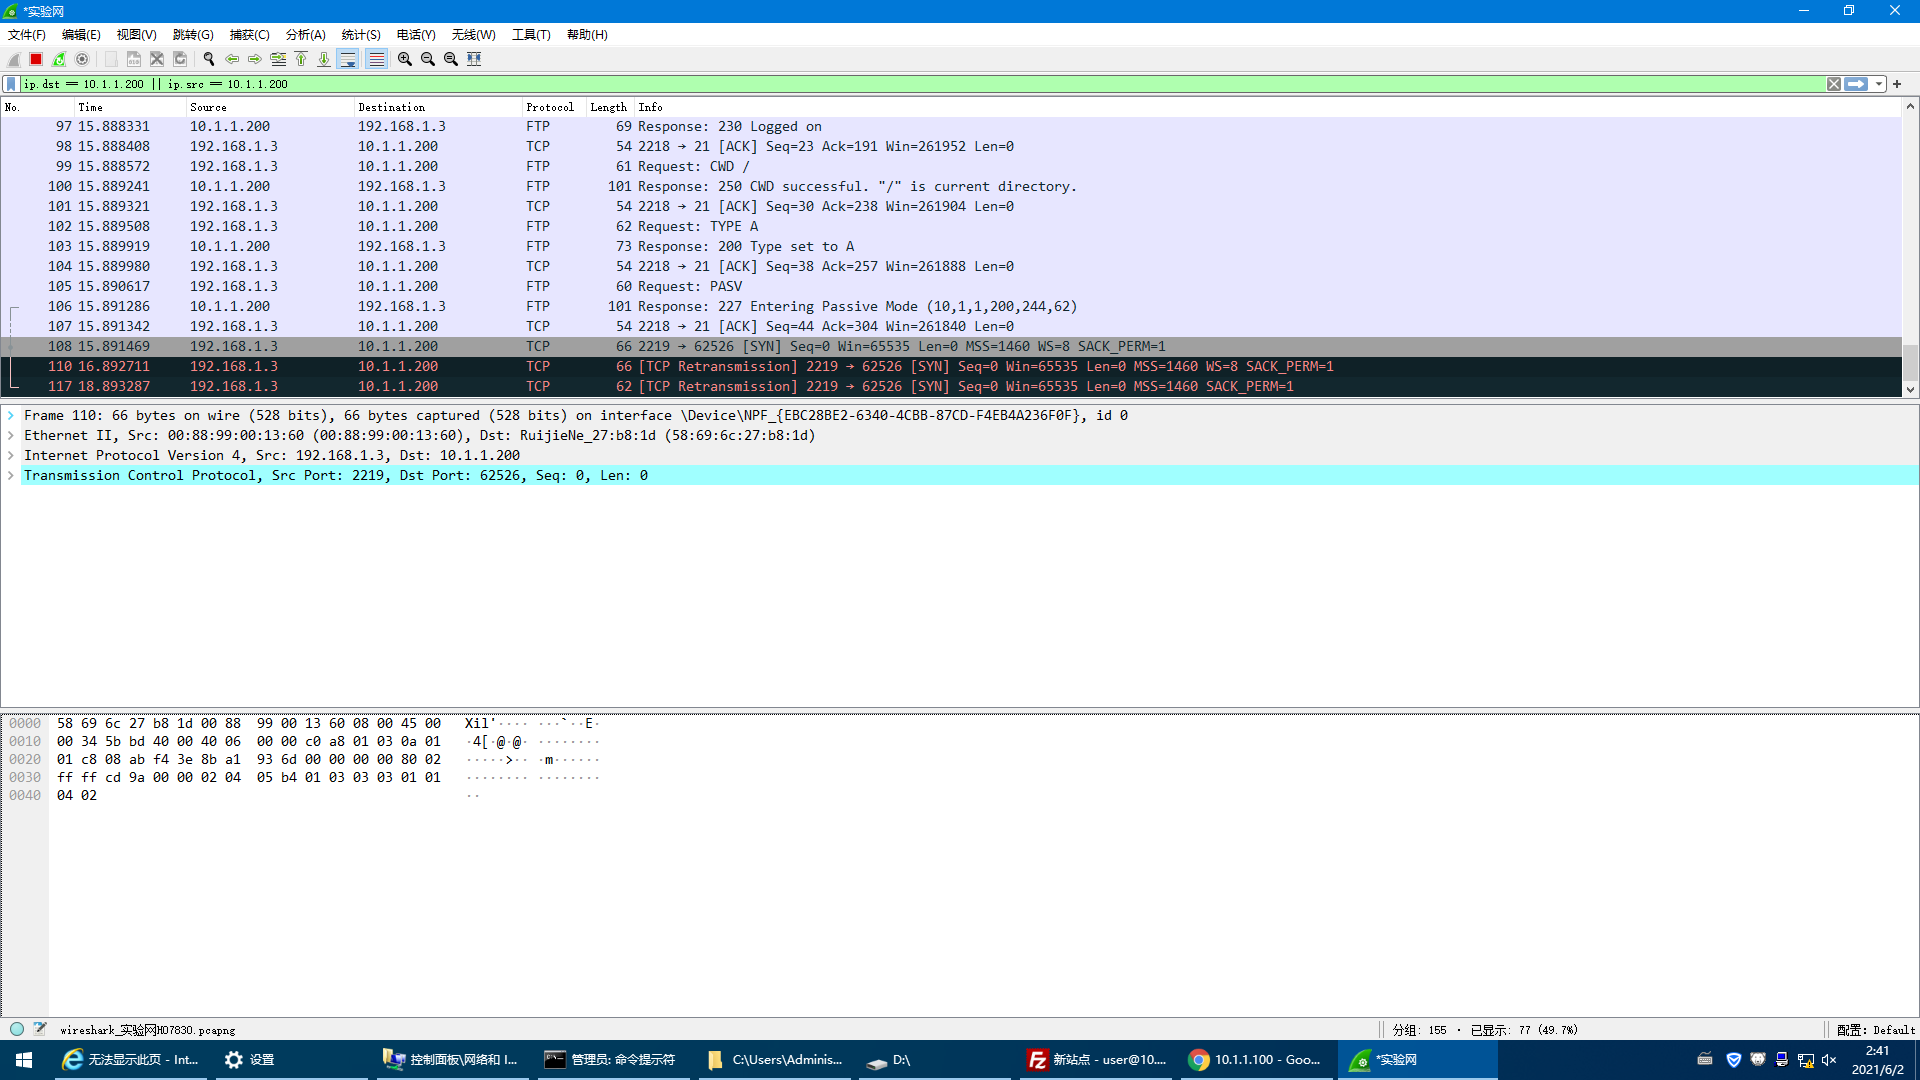 *实验网
文件(F) 编辑(E) 视图(V) 跳转(G) 捕获(C) 分析(A) 统计(S) 电话(Y) 无线(W) 工具(T) 帮助(H)
ip.dst == 10.1.1.200 || ip.src == 10.1.1.200
No. Time Source Destination Protocol Length Info
97 15.888331 10.1.1.200 192.168.1.3 FTP 69 Response: 230 Logged on
98 15.888408 192.168.1.3 10.1.1.200 TCP 54 2218 → 21 [ACK] Seq=23 Ack=191 Win=261952 Len=0
99 15.888572 192.168.1.3 10.1.1.200 FTP 61 Request: CWD /
100 15.889241 10.1.1.200 192.168.1.3 FTP 101 Response: 250 CWD successful. "/" is current directory.
101 15.889321 192.168.1.3 10.1.1.200 TCP 54 2218 → 21 [ACK] Seq=30 Ack=238 Win=261904 Len=0
102 15.889508 192.168.1.3 10.1.1.200 FTP 62 Request: TYPE A
103 15.889919 10.1.1.200 192.168.1.3 FTP 73 Response: 200 Type set to A
104 15.889980 192.168.1.3 10.1.1.200 TCP 54 2218 → 21 [ACK] Seq=38 Ack=257 Win=261888 Len=0
105 15.890617 192.168.1.3 10.1.1.200 FTP 60 Request: PASV
106 15.891286 10.1.1.200 192.168.1.3 FTP 101 Response: 227 Entering Passive Mode (10,1,1,200,244,62)
107 15.891342 192.168.1.3 10.1.1.200 TCP 54 2218 → 21 [ACK] Seq=44 Ack=304 Win=261840 Len=0
108 15.891469 192.168.1.3 10.1.1.200 TCP 66 2219 → 62526 [SYN] Seq=0 Win=65535 Len=0 MSS=1460 WS=8 SACK_PERM=1
110 16.892711 192.168.1.3 10.1.1.200 TCP 66 [TCP Retransmission] 2219 → 62526 [SYN] Seq=0 Win=65535 Len=0 MSS=1460 WS=8 SACK_PERM=1
117 18.893287 192.168.1.3 10.1.1.200 TCP 62 [TCP Retransmission] 2219 → 62526 [SYN] Seq=0 Win=65535 Len=0 MSS=1460 SACK_PERM=1
Frame 110: 66 bytes on wire (528 bits), 66 bytes captured (528 bits) on interface \Device\NPF_{EBC28BE2-6340-4CBB-87CD-F4EB4A236F0F}, id 0
Ethernet II, Src: 00:88:99:00:13:60 (00:88:99:00:13:60), Dst: RuijieNe_27:b8:1d (58:69:6c:27:b8:1d)
Internet Protocol Version 4, Src: 192.168.1.3, Dst: 10.1.1.200
Transmission Control Protocol, Src Port: 2219, Dst Port: 62526, Seq: 0, Len: 0
0000 58 69 6c 27 b8 1d 00 88 99 00 13 60 08 00 45 00 Xil'···· ···`··E·
0010 00 34 5b bd 40 00 40 06 00 00 c0 a8 01 03 0a 01 ·4[·@·@· ········
0020 01 c8 08 ab f4 3e 8b a1 93 6d 00 00 00 00 80 02 ·····>·· ·m······
0030 ff ff cd 9a 00 00 02 04 05 b4 01 03 03 03 01 01 ········ ········
0040 04 02 ··
wireshark_实验网H07830.pcapng 分组: 155 · 已显示: 77 (49.7%) 配置: Default
无法显示此页 - Int... 设置 控制面板\网络和 I... 管理员: 命令提示符 C:\Users\Adminis... D:\ 新站点 - user@10.... 10.1.1.100 - Goo... *实验网 2:41
2021/6/2